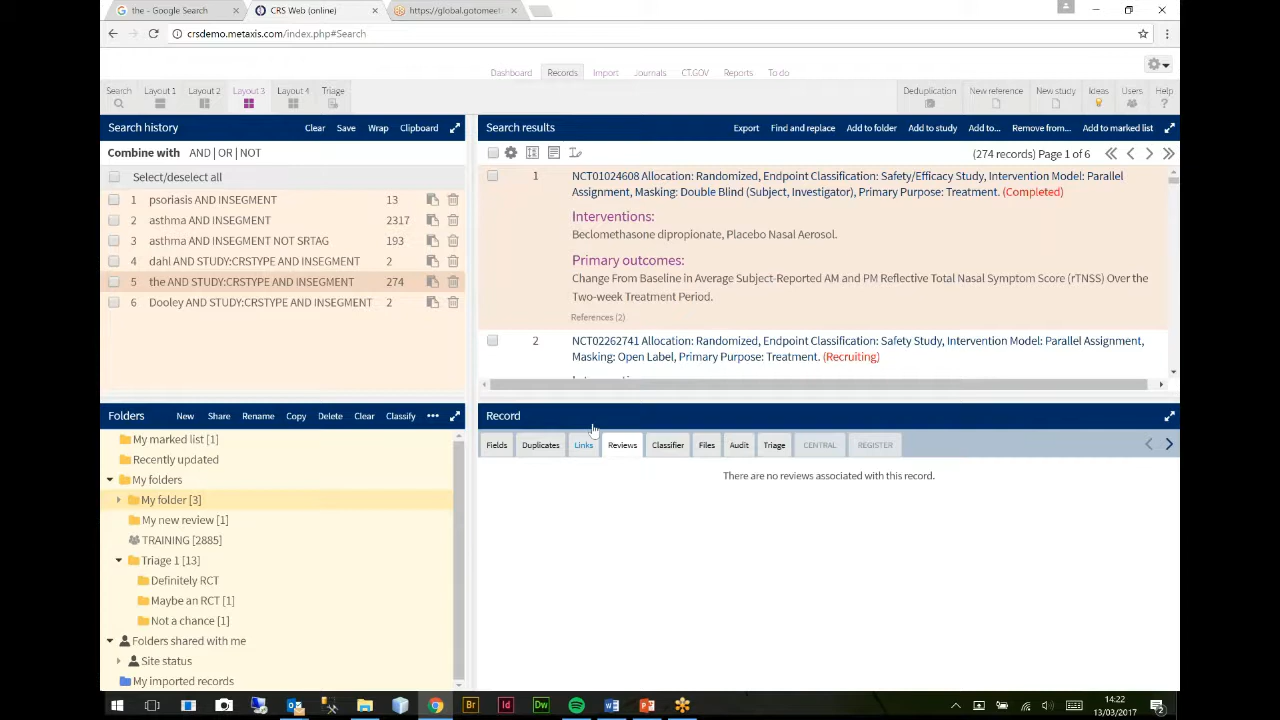 the - Google Search
CRS Web (online)
https://global.gotomeet
crsdemo.metaxis.com/index.php#Search
Dashboard Records Import Journals CT.GOV Reports To do
Search Layout 1 Layout 2 Layout 3 Layout 4 Triage Deduplication New reference New study Ideas Users Help
Search history Clear Save Wrap Clipboard
Combine with AND | OR | NOT
Select/deselect all
1 psoriasis AND INSEGMENT 13
2 asthma AND INSEGMENT 2317
3 asthma AND INSEGMENT NOT SRTAG 193
4 dahl AND STUDY:CRSTYPE AND INSEGMENT 2
5 the AND STUDY:CRSTYPE AND INSEGMENT 274
6 Dooley AND STUDY:CRSTYPE AND INSEGMENT 2
Search results Export Find and replace Add to folder Add to study Add to... Remove from... Add to marked list
(274 records) Page 1 of 6
1 NCT01024608 Allocation: Randomized, Endpoint Classification: Safety/Efficacy Study, Intervention Model: Parallel
Assignment, Masking: Double Blind (Subject, Investigator), Primary Purpose: Treatment. (Completed)
Interventions:
Beclomethasone dipropionate, Placebo Nasal Aerosol.
Primary outcomes:
Change From Baseline in Average Subject-Reported AM and PM Reflective Total Nasal Symptom Score (rTNSS) Over the
Two-week Treatment Period.
References (2)
2 NCT02262741 Allocation: Randomized, Endpoint Classification: Safety Study, Intervention Model: Parallel Assignment,
Masking: Open Label, Primary Purpose: Treatment. (Recruiting)
Folders New Share Rename Copy Delete Clear Classify
My marked list [1]
Recently updated
My folders
My folder [3]
My new review [1]
TRAINING [2885]
Triage 1 [13]
Definitely RCT
Maybe an RCT [1]
Not a chance [1]
Folders shared with me
Site status
My imported records
Record
Fields Duplicates Links Reviews Classifier Files Audit Triage CENTRAL REGISTER
There are no reviews associated with this record.
14:22
13/03/2017